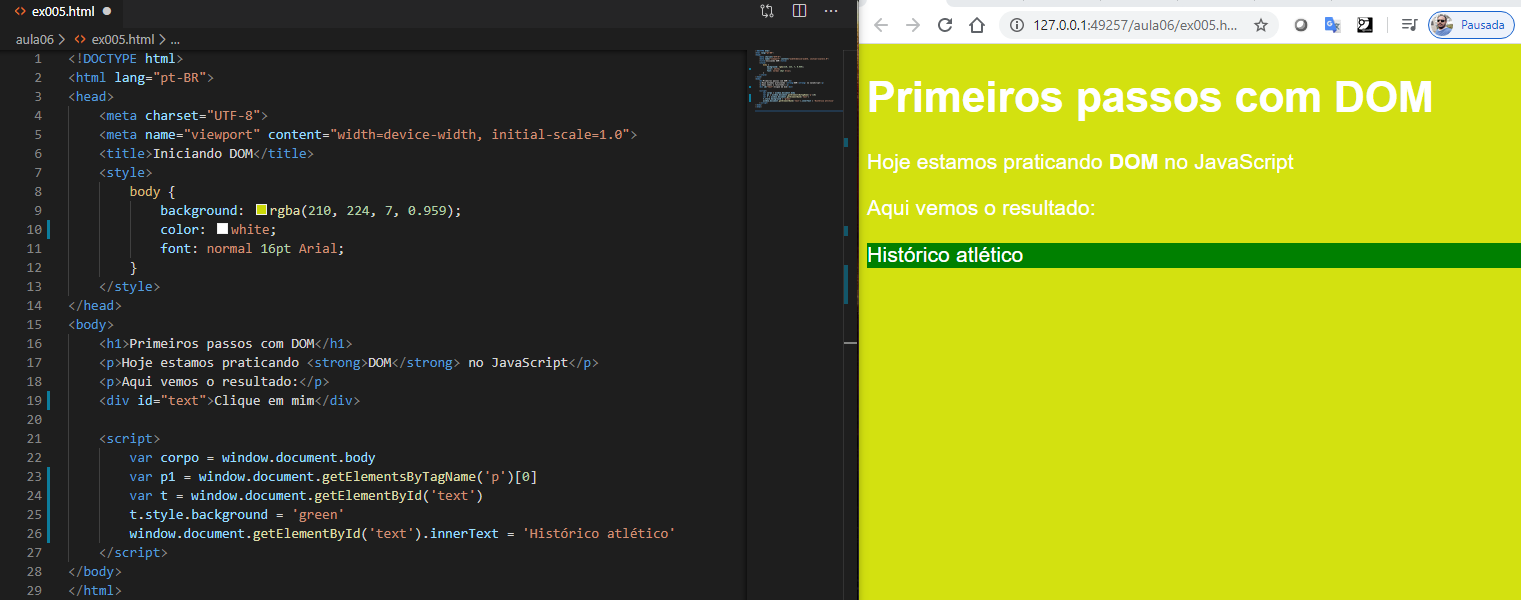 ex005.html
aula06 > ex005.html > ...
1 <!DOCTYPE html>
2 <html lang="pt-BR">
3 <head>
4     <meta charset="UTF-8">
5     <meta name="viewport" content="width=device-width, initial-scale=1.0">
6     <title>Iniciando DOM</title>
7     <style>
8         body {
9             background: rgba(210, 224, 7, 0.959);
10             color: white;
11             font: normal 16pt Arial;
12         }
13     </style>
14 </head>
15 <body>
16     <h1>Primeiros passos com DOM</h1>
17     <p>Hoje estamos praticando <strong>DOM</strong> no JavaScript</p>
18     <p>Aqui vemos o resultado:</p>
19     <div id="text">Clique em mim</div>
20
21     <script>
22         var corpo = window.document.body
23         var p1 = window.document.getElementsByTagName('p')[0]
24         var t = window.document.getElementById('text')
25         t.style.background = 'green'
26         window.document.getElementById('text').innerText = 'Histórico atlético'
27     </script>
28 </body>
29 </html>
127.0.0.1:49257/aula06/ex005.h...
Pausada
Primeiros passos com DOM
Hoje estamos praticando DOM no JavaScript
Aqui vemos o resultado:
Histórico atlético